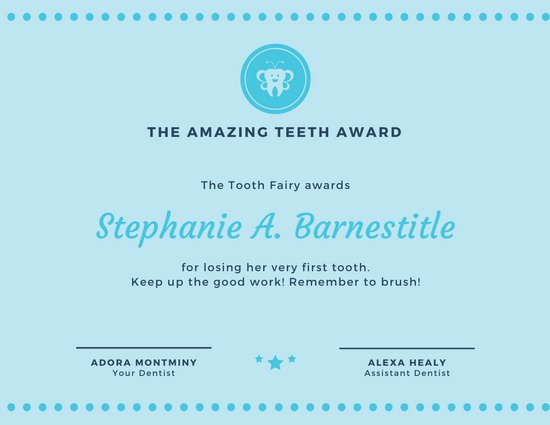 THE AMAZING TEETH AWARD
The Tooth Fairy awards
Stephanie A. Barnestitle
for losing her very first tooth.
Keep up the good work! Remember to brush!
ADORA MONTMINY
Your Dentist
ALEXA HEALY
Assistant Dentist